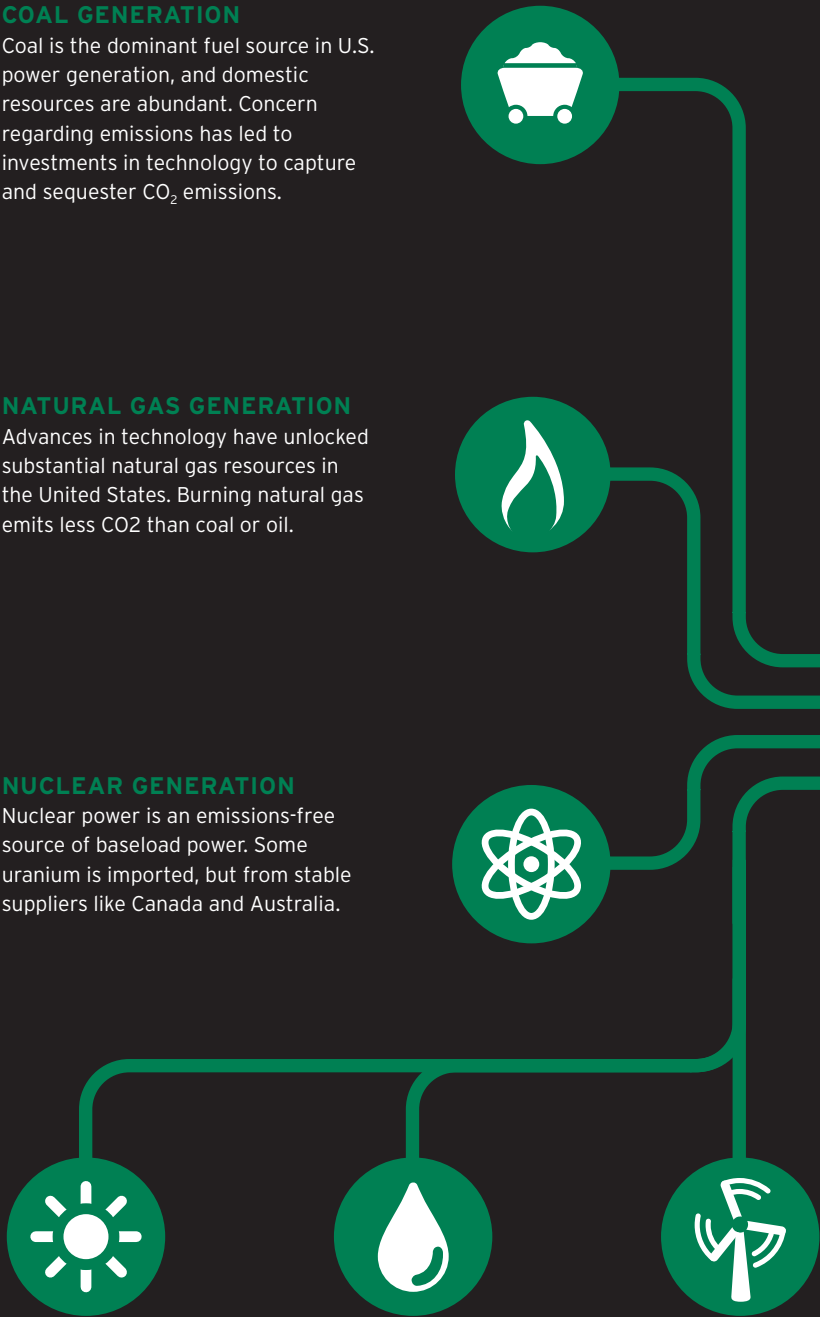 COAL GENERATION
Coal is the dominant fuel source in U.S.
power generation, and domestic
resources are abundant. Concern
regarding emissions has led to
investments in technology to capture
and sequester CO₂ emissions.
NATURAL GAS GENERATION
Advances in technology have unlocked
substantial natural gas resources in
the United States. Burning natural gas
emits less CO2 than coal or oil.
NUCLEAR GENERATION
Nuclear power is an emissions-free
source of baseload power. Some
uranium is imported, but from stable
suppliers like Canada and Australia.